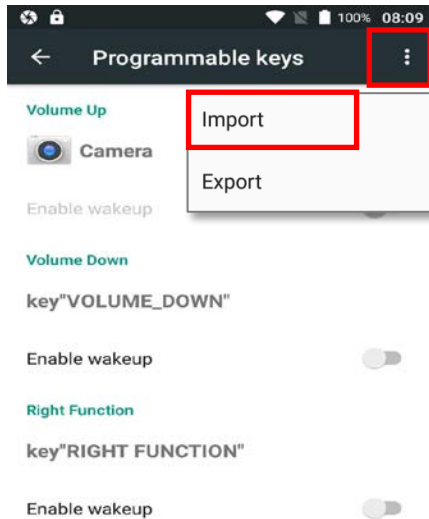 100% 08:09
Programmable keys
Volume Up
Import
Camera
Export
Enable wakeup
Volume Down
key"VOLUME_DOWN"
Enable wakeup
Right Function
key"RIGHT FUNCTION"
Enable wakeup